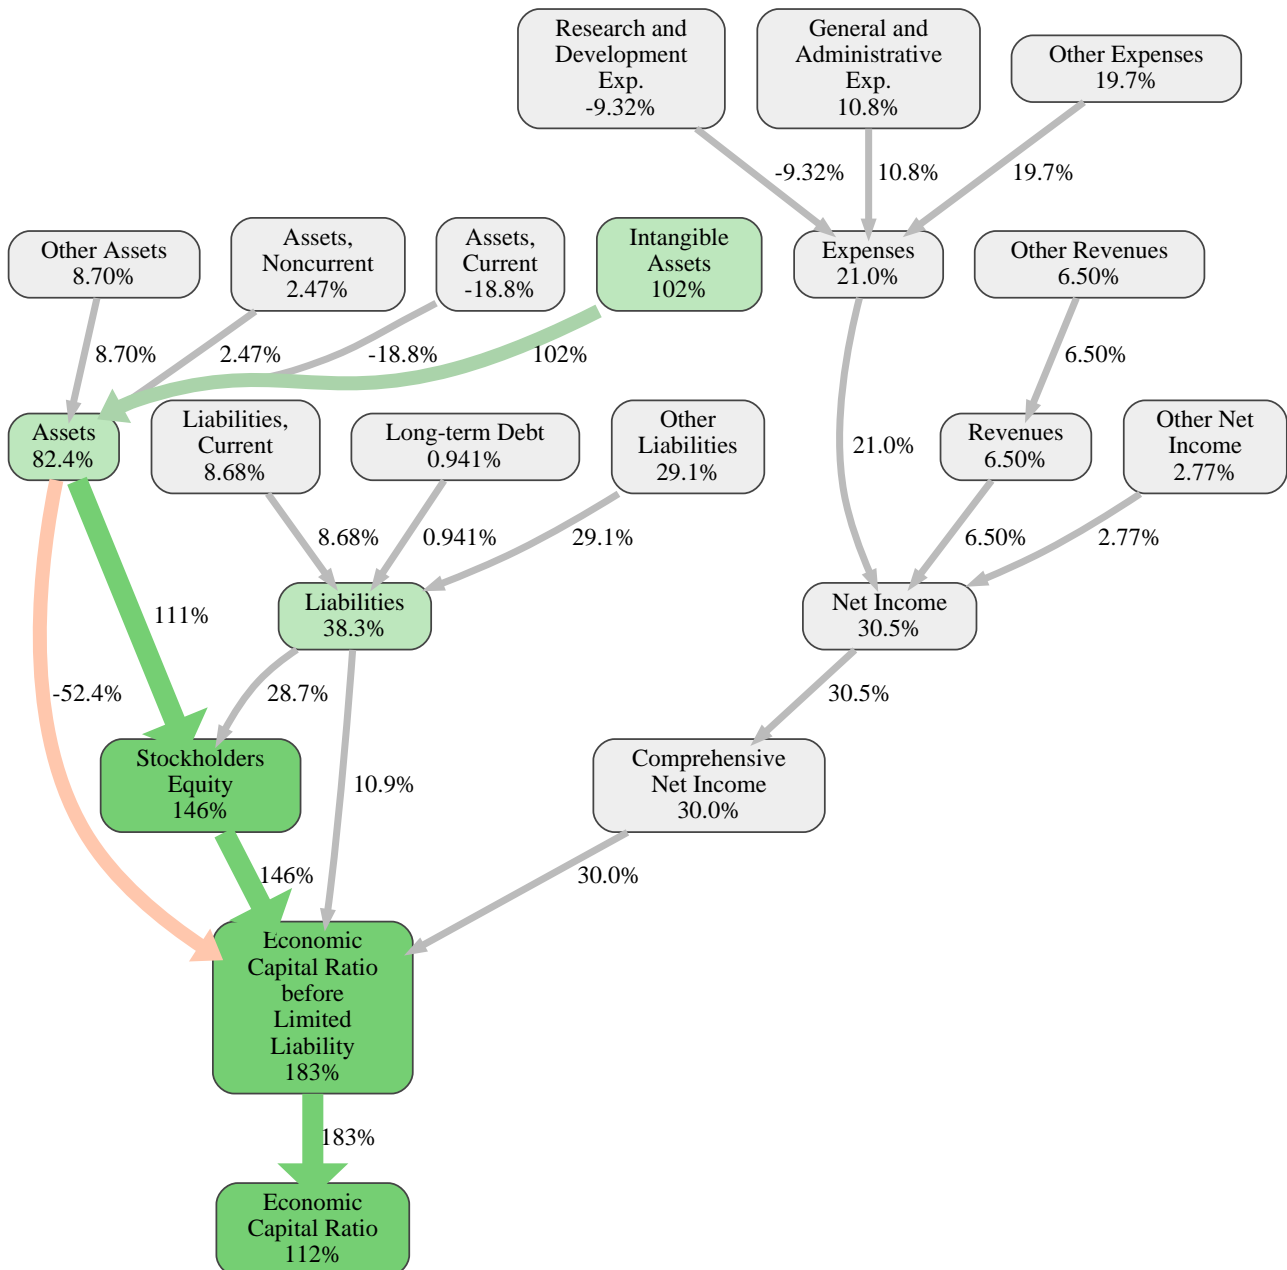 Research and
Development
Exp.
-9.32%
General and
Administrative
Exp.
10.8%
Other Expenses
19.7%
-9.32%
10.8%
19.7%
Other Assets
8.70%
Assets,
Noncurrent
2.47%
Assets,
Current
-18.8%
Intangible
Assets
102%
Expenses
21.0%
Other Revenues
6.50%
8.70%
2.47%
-18.8%
102%
6.50%
Assets
82.4%
Liabilities,
Current
8.68%
Long-term Debt
0.941%
Other
Liabilities
29.1%
21.0%
Revenues
6.50%
Other Net
Income
2.77%
8.68%
0.941%
29.1%
6.50%
2.77%
111%
Liabilities
38.3%
Net Income
30.5%
-52.4%
28.7%
30.5%
Stockholders
Equity
146%
10.9%
Comprehensive
Net Income
30.0%
146%
30.0%
Economic
Capital Ratio
before
Limited
Liability
183%
183%
Economic
Capital Ratio
112%